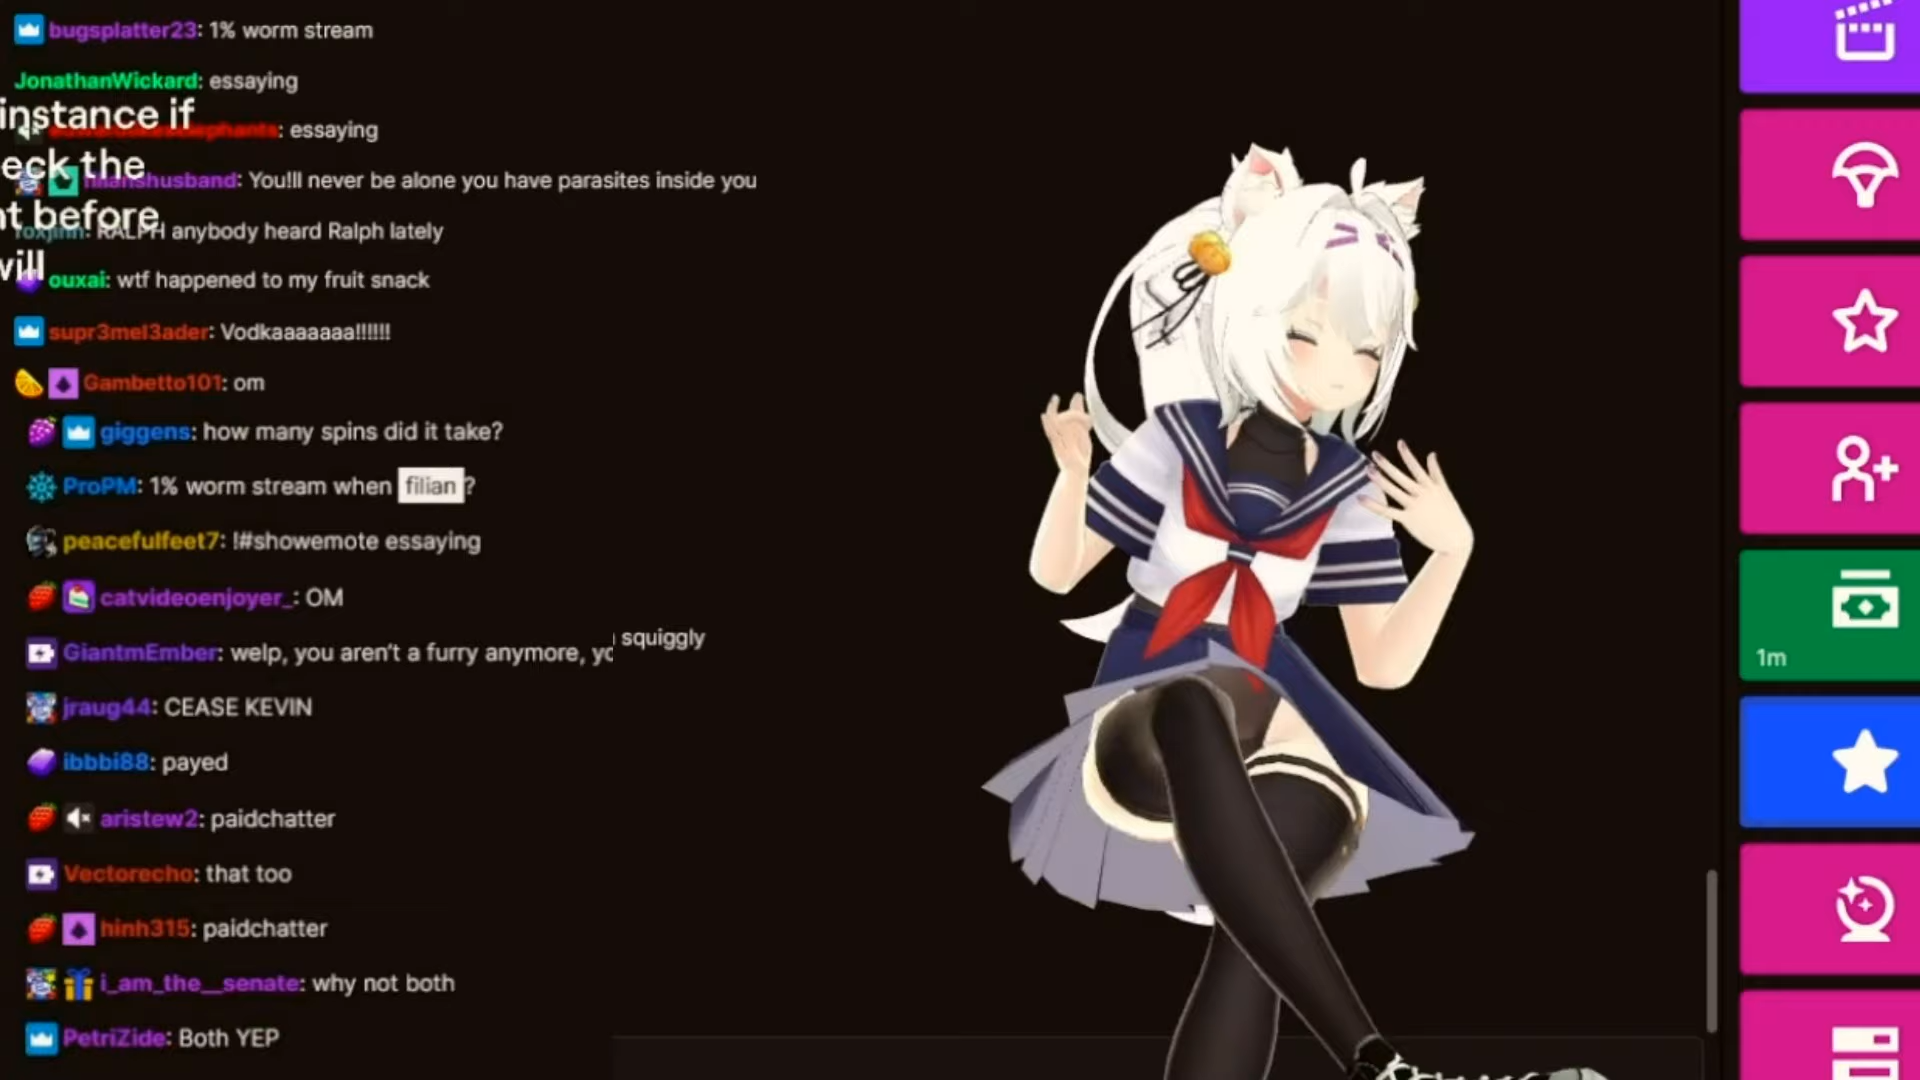 bugsplatter23: 1% worm stream
JonathanWickard: essaying
instance if
: essaying
eck the
husband: You!ll never be alone you have parasites inside you
before
RALPH anybody heard Ralph lately
will
ouxai: wtf happened to my fruit snack
supr3mel3ader: Vodkaaaaaaa!!!!!!
Gambetto101: om
giggens: how many spins did it take?
ProPM: 1% worm stream when filian ?
peacefulfeet7: !#showemote essaying
catvideoenjoyer_: OM
squiggly
GiantmEmber: welp, you aren't a furry anymore, yo
jraug44: CEASE KEVIN
ibbbi88: payed
aristew2: paidchatter
1m
Vectorecho: that too
hinh315: paidchatter
i_am_the__senate: why not both
PetriZide: Both YEP